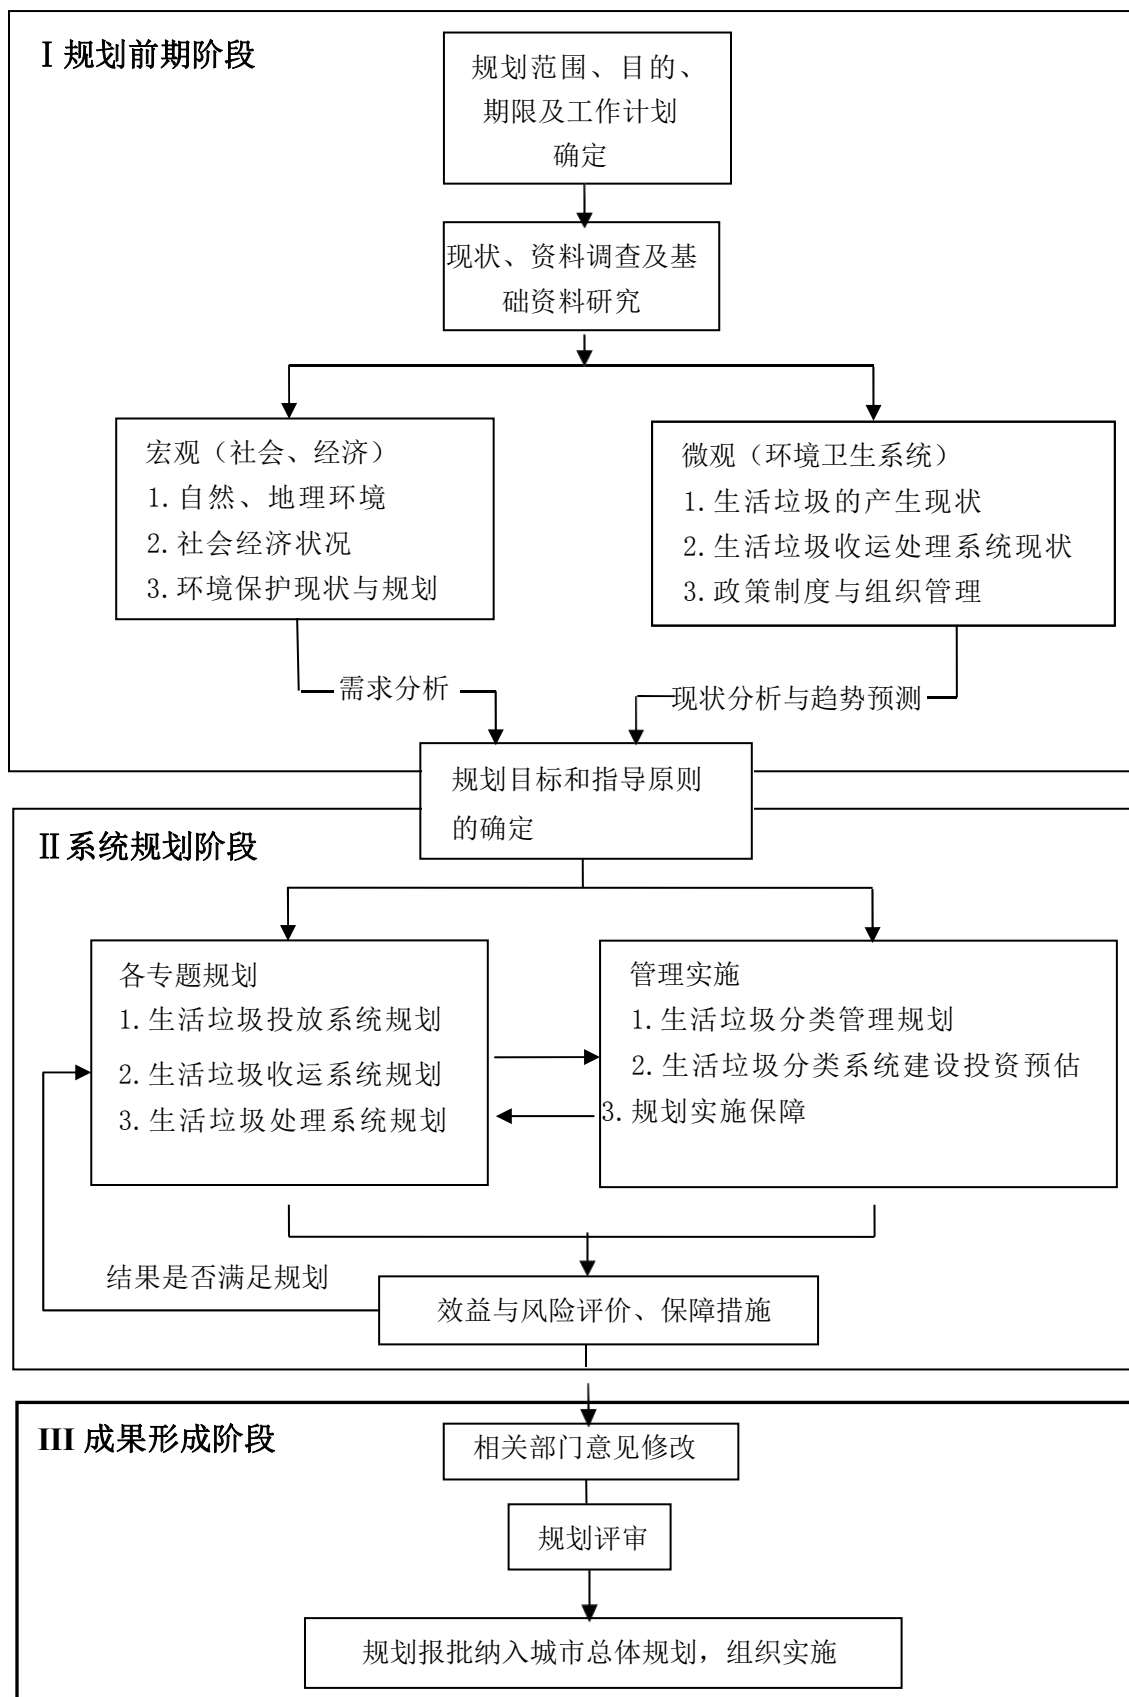 Ⅰ规划前期阶段
规划范围、目的、
期限及工作计划
确定
现状、资料调查及基
础资料研究
宏观（社会、经济）
1.自然、地理环境
2.社会经济状况
3.环境保护现状与规划
微观（环境卫生系统）
1.生活垃圾的产生现状
2.生活垃圾收运处理系统现状
3.政策制度与组织管理
需求分析
现状分析与趋势预测
规划目标和指导原则
的确定
Ⅱ系统规划阶段
各专题规划
1.生活垃圾投放系统规划
2.生活垃圾收运系统规划
3.生活垃圾处理系统规划
管理实施
1.生活垃圾分类管理规划
2.生活垃圾分类系统建设投资预估
3.规划实施保障
结果是否满足规划
效益与风险评价、保障措施
III 成果形成阶段
相关部门意见修改
规划评审
规划报批纳入城市总体规划，组织实施